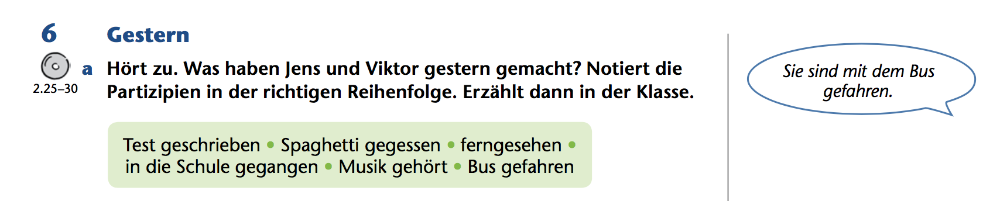 6 Gestern
a Hört zu. Was haben Jens und Viktor gestern gemacht? Notiert die
2.25–30
Partizipien in der richtigen Reihenfolge. Erzählt dann in der Klasse.
Test geschrieben • Spaghetti gegessen • ferngesehen •
in die Schule gegangen • Musik gehört • Bus gefahren
Sie sind mit dem Bus
gefahren.